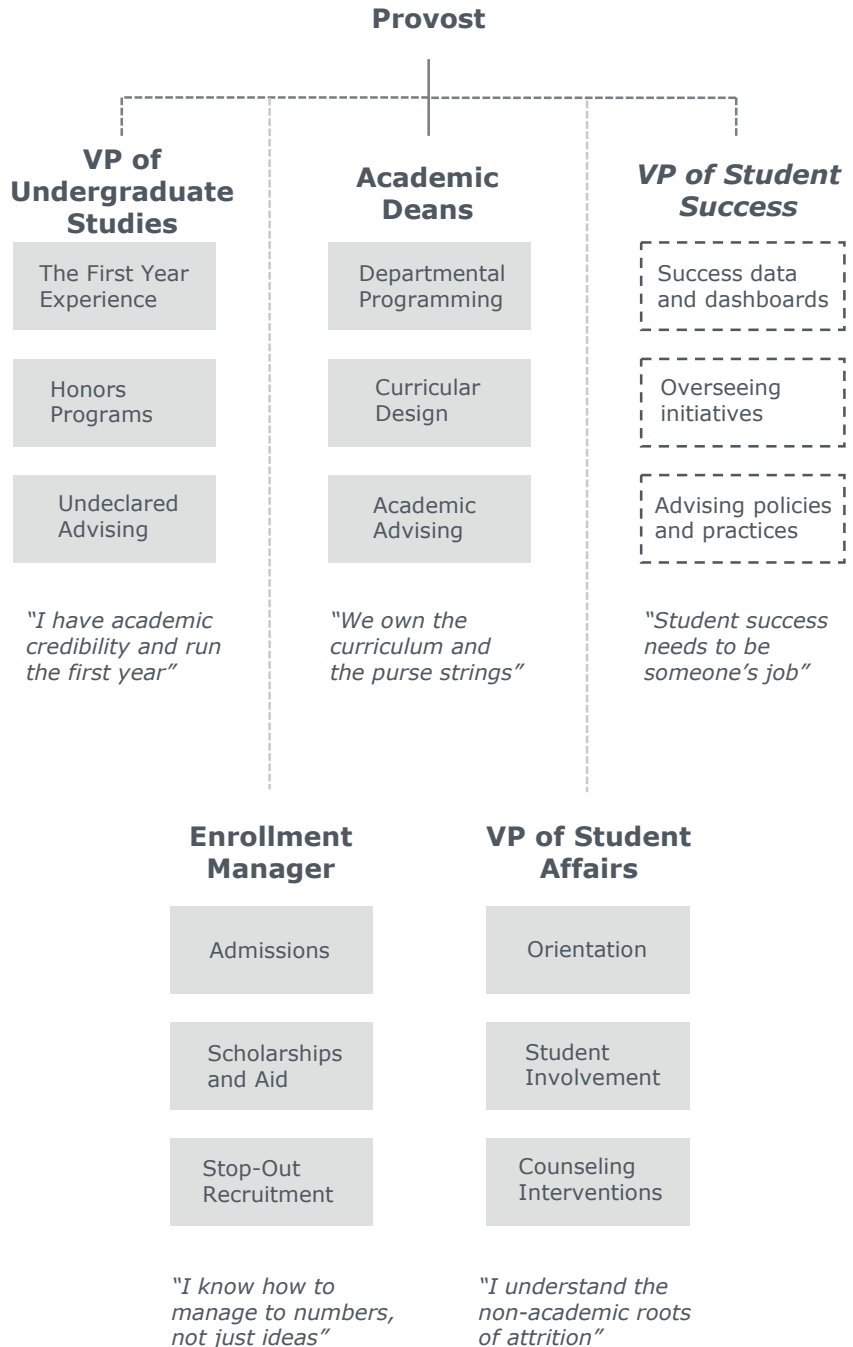 Provost
VP of
Undergraduate
Studies
The First Year
Experience
Honors
Programs
Undeclared
Advising
“I have academic
credibility and run
the first year”
Academic
Deans
Departmental
Programming
Curricular
Design
Academic
Advising
“We own the
curriculum and
the purse strings”
VP of Student
Success
Success data
and dashboards
Overseeing
initiatives
Advising policies
and practices
“Student success
needs to be
someone’s job”
Enrollment
Manager
Admissions
Scholarships
and Aid
Stop-Out
Recruitment
“I know how to
manage to numbers,
not just ideas”
VP of Student
Affairs
Orientation
Student
Involvement
Counseling
Interventions
“I understand the
non-academic roots
of attrition”